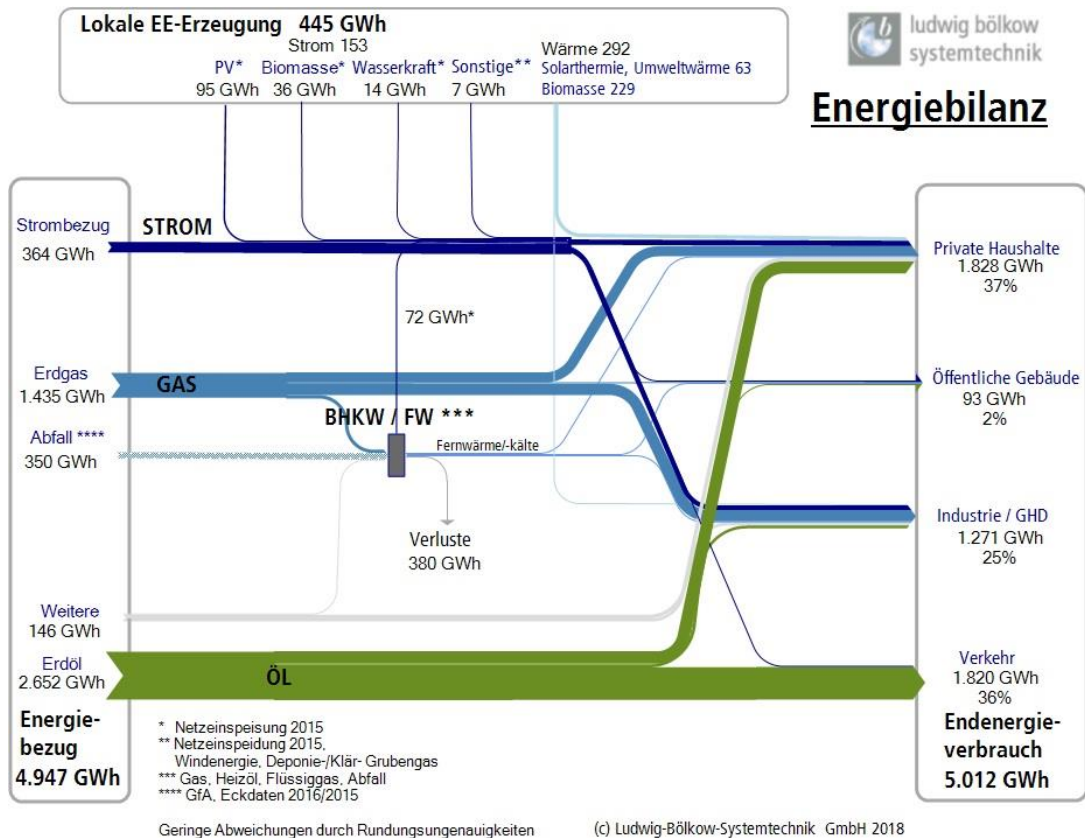 Lokale EE-Erzeugung 445 GWh
Strom 153
PV* Biomasse* Wasserkraft* Sonstige**
95 GWh 36 GWh 14 GWh 7 GWh
Wärme 292
Solarthermie, Umweltwärme 63
Biomasse 229
ludwig bölkow
systemtechnik
Energiebilanz
Strombezug
364 GWh
STROM
72 GWh*
Erdgas
1.435 GWh
GAS
BHKW / FW ***
Abfall ****
350 GWh
Fernwärme/-kälte
Verluste
380 GWh
Weitere
146 GWh
Erdöl
2.652 GWh
ÖL
Energie-
bezug
4.947 GWh
Private Haushalte
1.828 GWh
37%
Öffentliche Gebäude
93 GWh
2%
Industrie / GHD
1.271 GWh
25%
Verkehr
1.820 GWh
36%
Endenergie-
verbrauch
5.012 GWh
* Netzeinspeisung 2015
** Netzeinspeidung 2015,
Windenergie, Deponie-/Klär- Grubengas
*** Gas, Heizöl, Flüssiggas, Abfall
**** GfA, Eckdaten 2016/2015
Geringe Abweichungen durch Rundungsungenauigkeiten
(c) Ludwig-Bölkow-Systemtechnik GmbH 2018